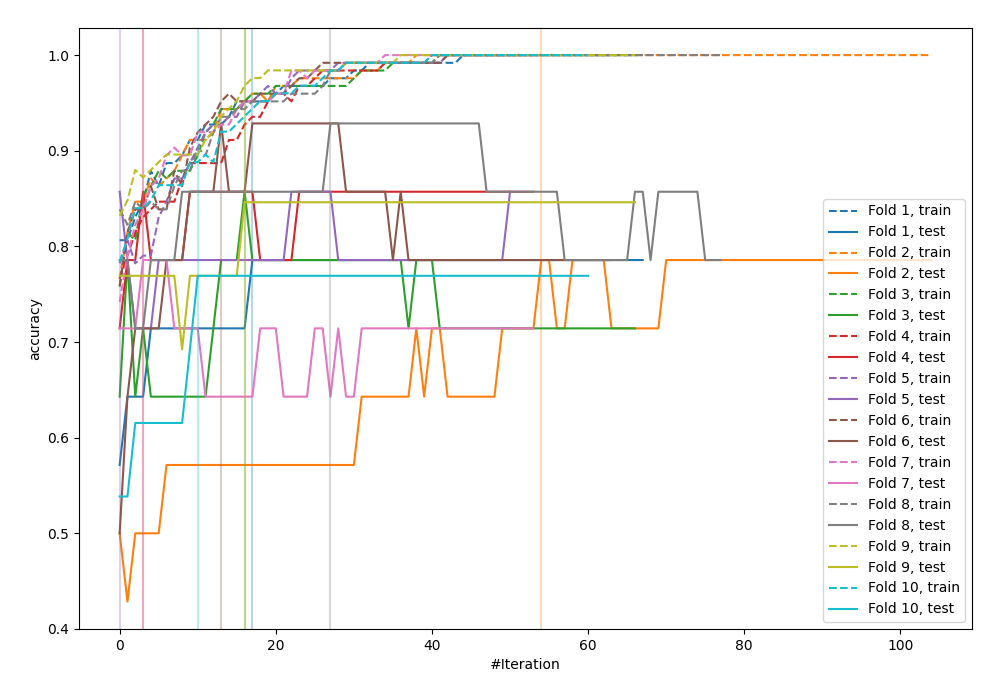 1.0
0.9
0.8
0.7
0.6
0.5
0.4
accuracy
0
20
40
60
80
100
#Iteration
Fold 1, train
Fold 1, test
Fold 2, train
Fold 2, test
Fold 3, train
Fold 3, test
Fold 4, train
Fold 4, test
Fold 5, train
Fold 5, test
Fold 6, train
Fold 6, test
Fold 7, train
Fold 7, test
Fold 8, train
Fold 8, test
Fold 9, train
Fold 9, test
Fold 10, train
Fold 10, test